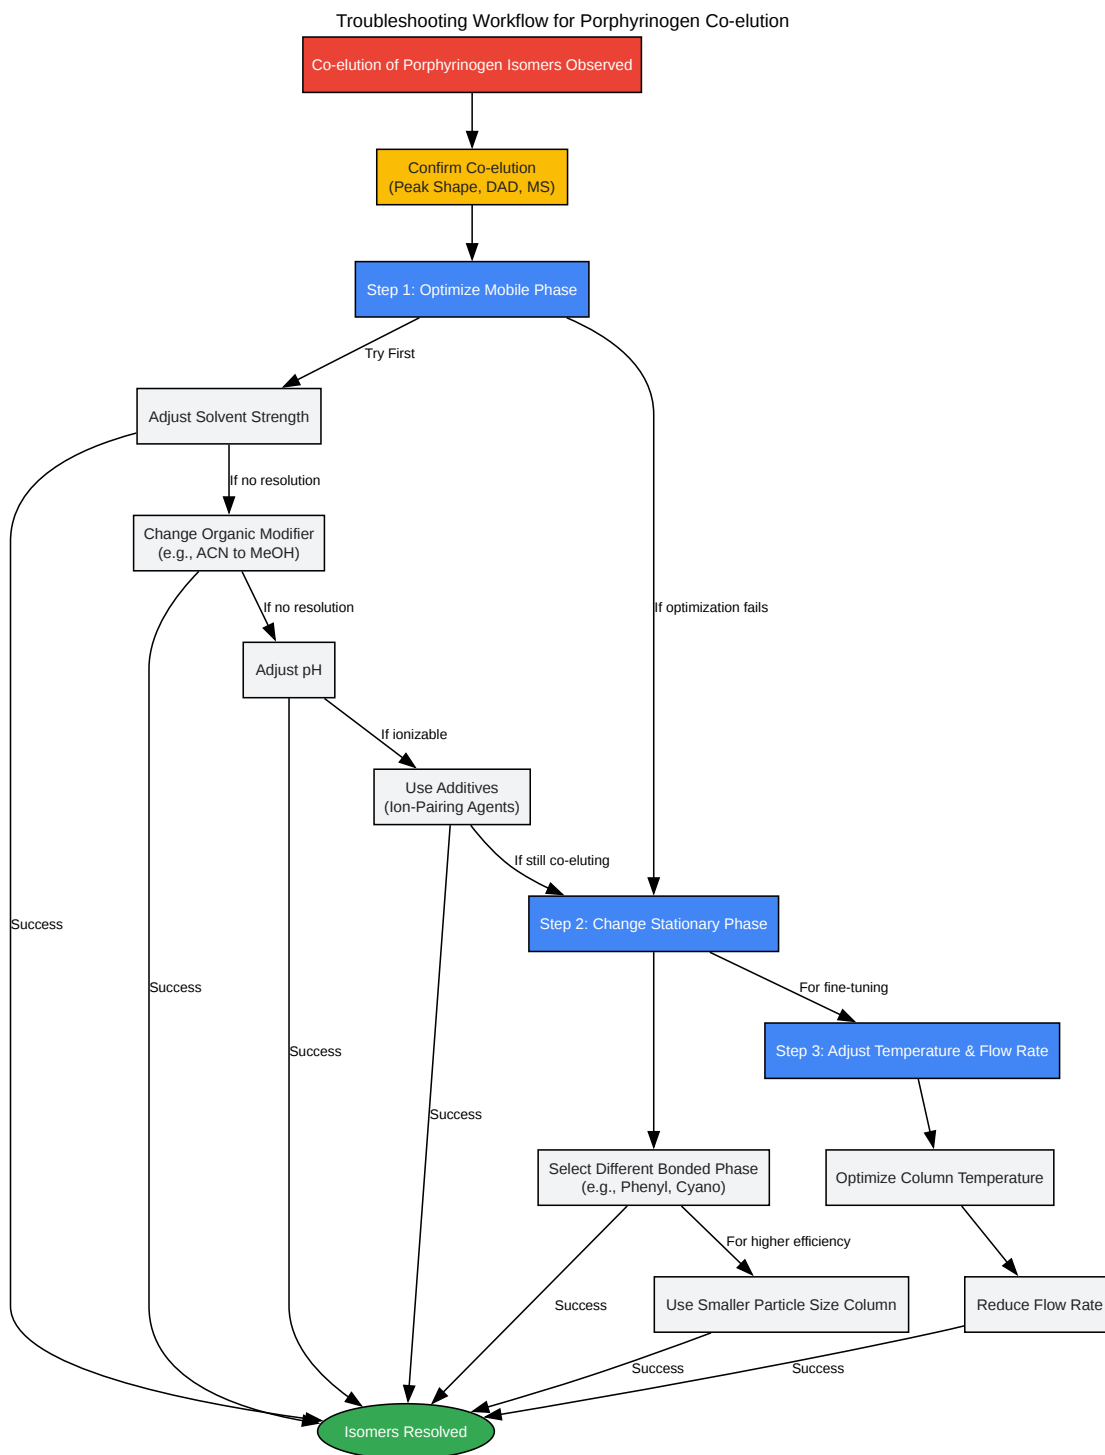 Troubleshooting Workflow for Porphyrinogen Co-elution
Co-elution of Porphyrinogen Isomers Observed
Confirm Co-elution
(Peak Shape, DAD, MS)
Step 1: Optimize Mobile Phase
Try First
Adjust Solvent Strength
If no resolution
Change Organic Modifier
(e.g., ACN to MeOH)
If no resolution
If optimization fails
Adjust pH
If ionizable
Use Additives
(Ion-Pairing Agents)
If still co-eluting
Success
Step 2: Change Stationary Phase
Success
For fine-tuning
Success
Step 3: Adjust Temperature & Flow Rate
Success
Select Different Bonded Phase
(e.g., Phenyl, Cyano)
Optimize Column Temperature
For higher efficiency
Success
Use Smaller Particle Size Column
Reduce Flow Rate
Success
Success
Isomers Resolved